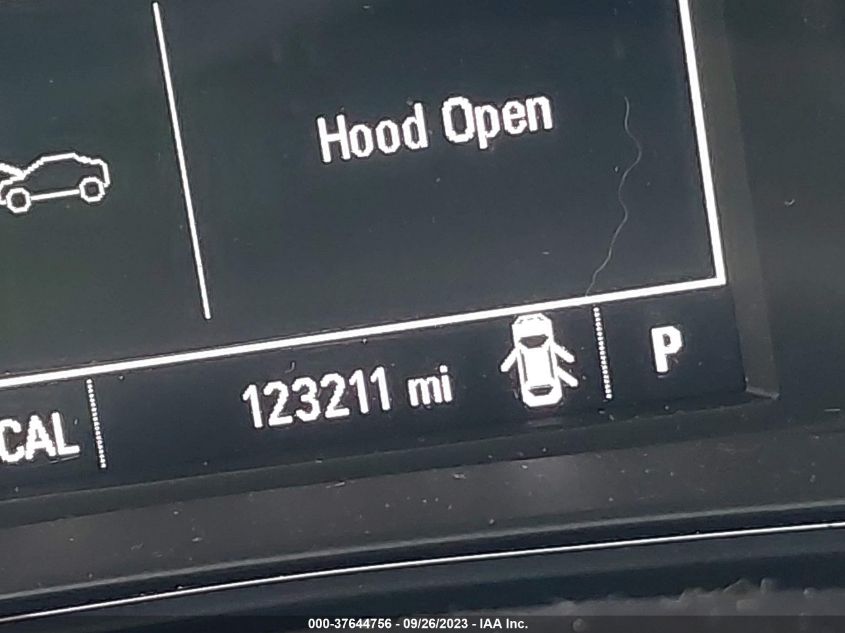 Hood Open
123211 mi
P
CAL
000-37644756 - 09/26/2023 - IAA Inc.